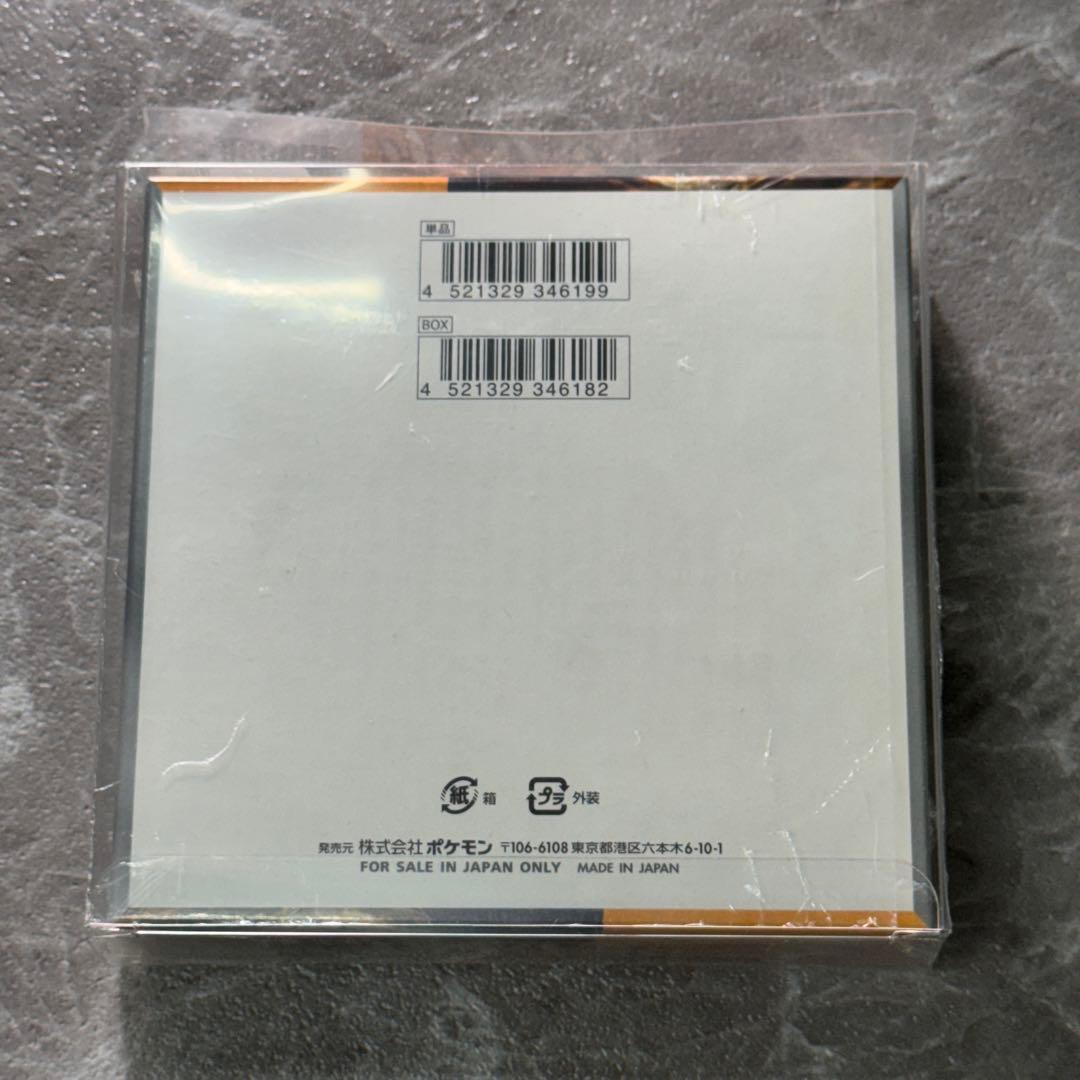 単品
4 521329 346199
BOX
4 521329 346182
紙 箱 プラ 外装
発売元 株式会社 ポケモン 〒106-6108 東京都港区六本木6-10-1
FOR SALE IN JAPAN ONLY MADE IN JAPAN